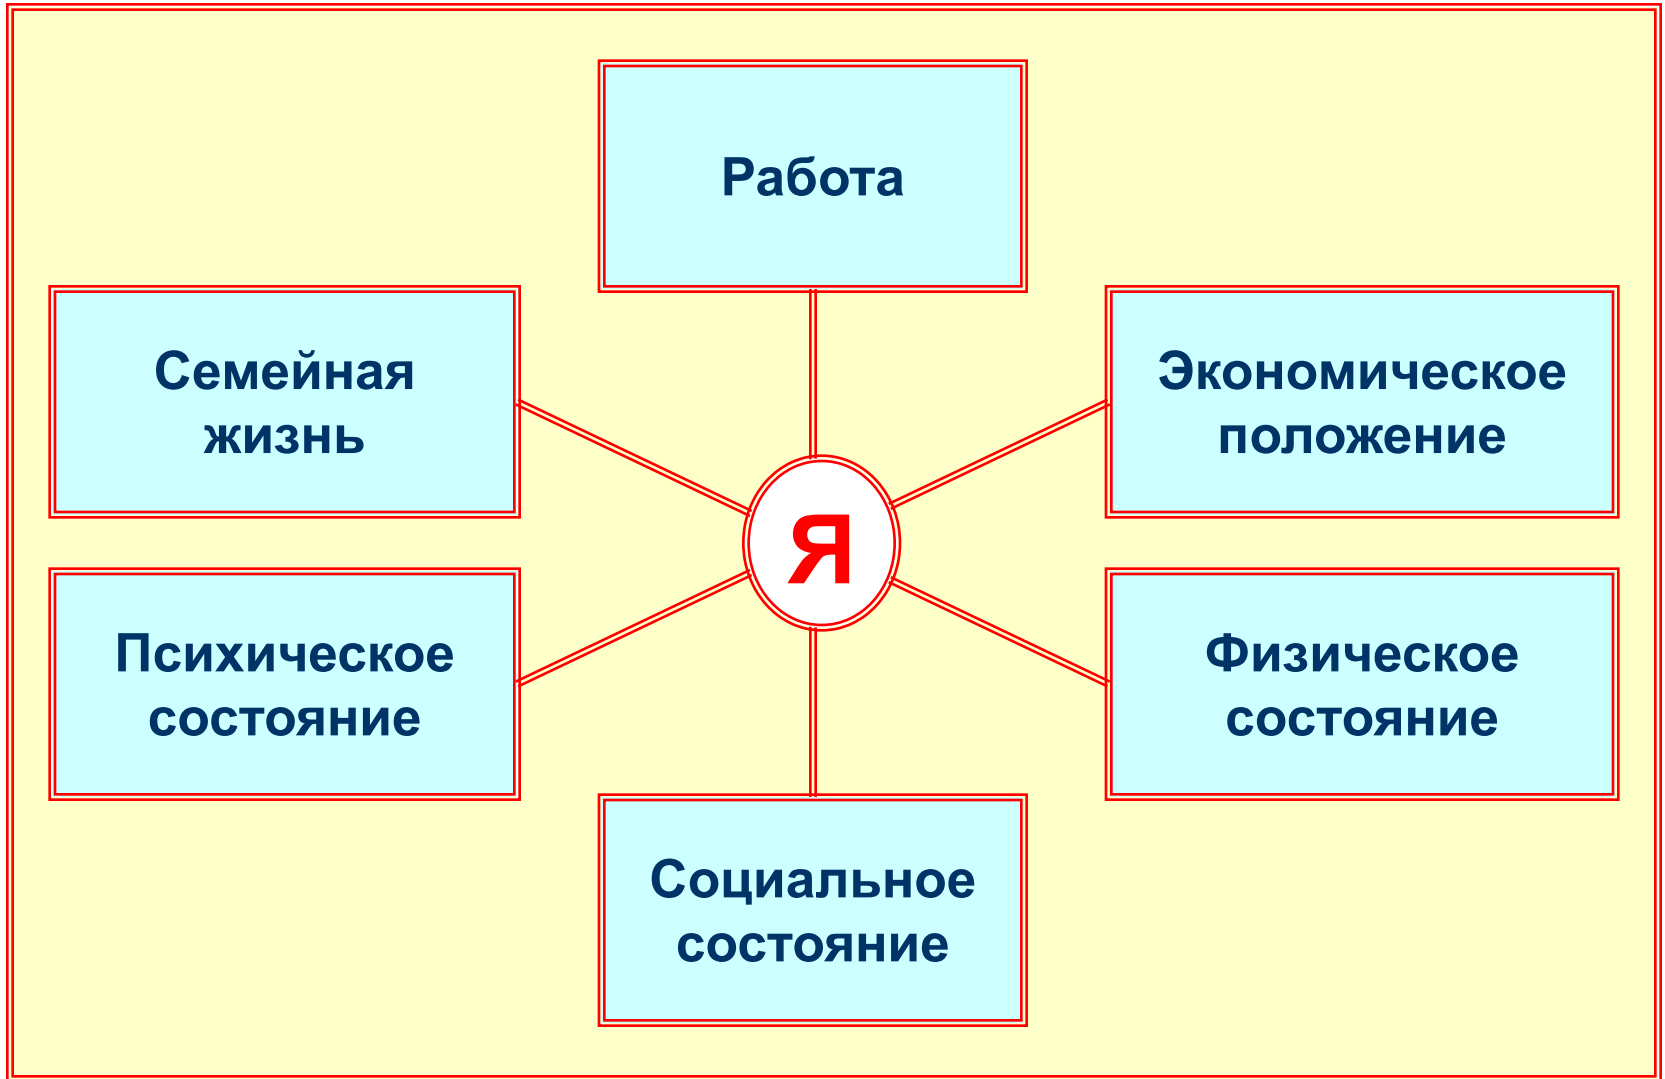 Работа
Семейная
жизнь
Экономическое
положение
Я
Психическое
состояние
Физическое
состояние
Социальное
состояние